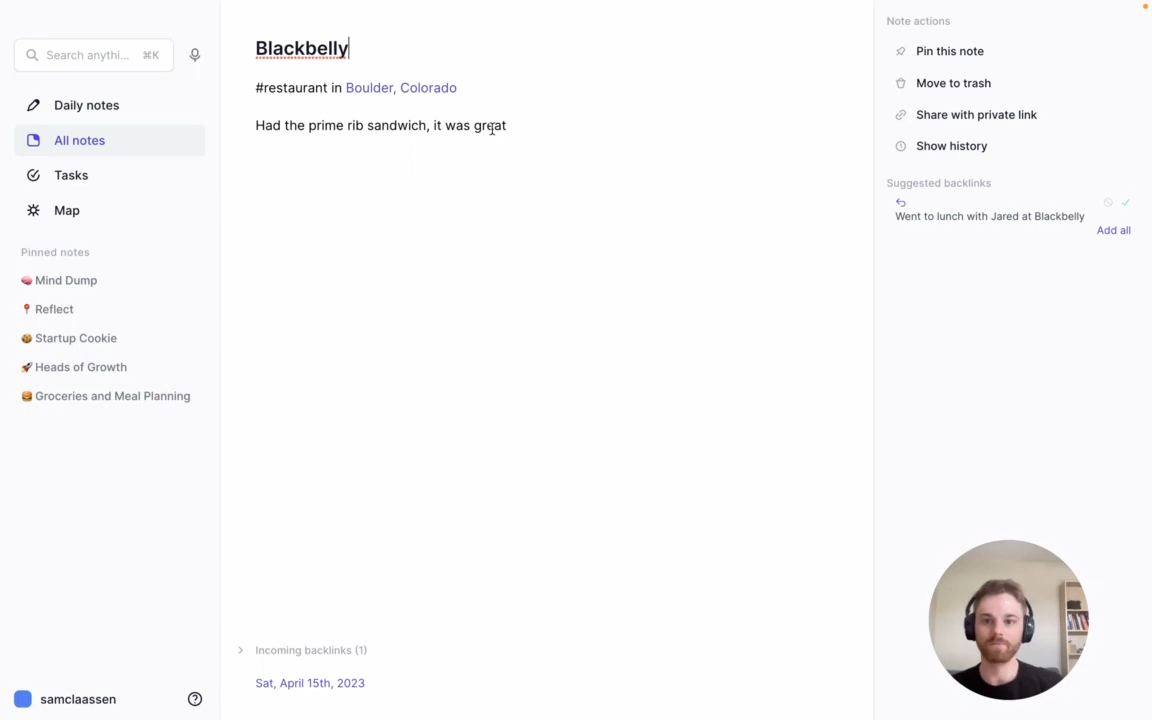 Search anythi... ⌘K
Daily notes
All notes
Tasks
Map
Pinned notes
🧠 Mind Dump
📍 Reflect
🍪 Startup Cookie
🚀 Heads of Growth
🍔 Groceries and Meal Planning
samclaassen
Blackbelly
#restaurant in Boulder, Colorado
Had the prime rib sandwich, it was great
Incoming backlinks (1)
Sat, April 15th, 2023
Note actions
Pin this note
Move to trash
Share with private link
Show history
Suggested backlinks
Went to lunch with Jared at Blackbelly
Add all